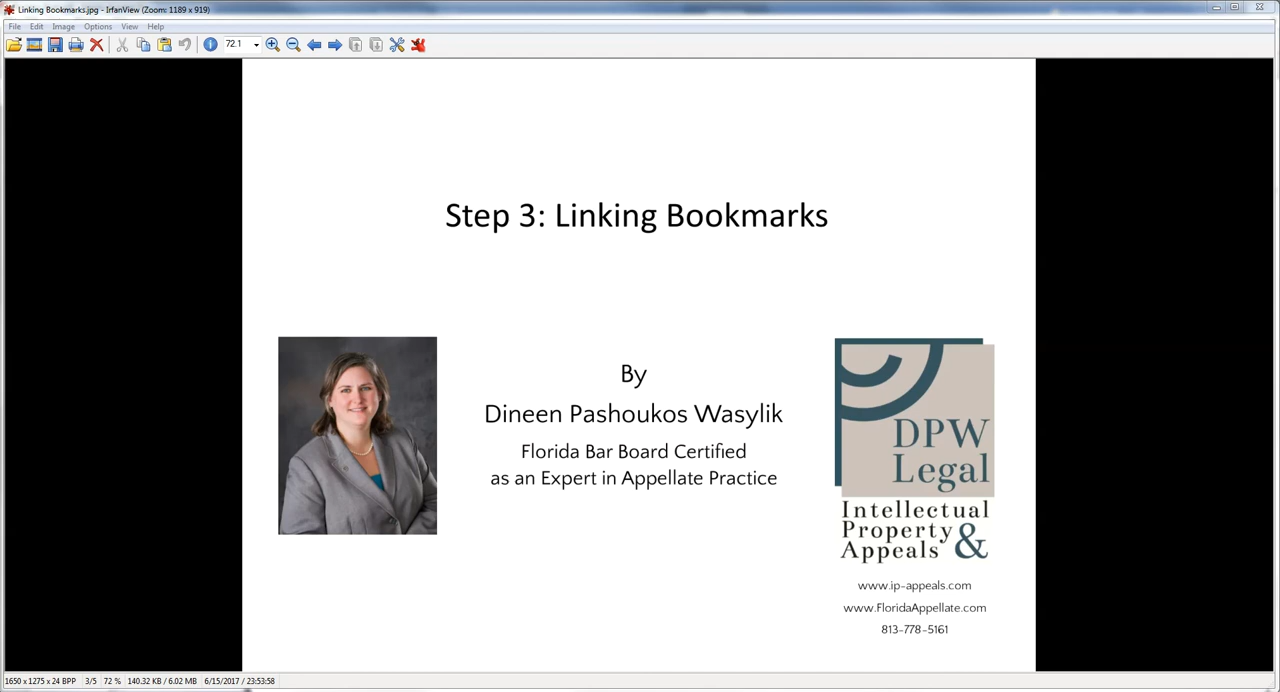 Linking Bookmarks.jpg - IrfanView (Zoom: 1189 x 919)
File Edit Image Options View Help
72.1
Step 3: Linking Bookmarks
By
Dineen Pashoukos Wasylik
Florida Bar Board Certified
as an Expert in Appellate Practice
DPW
Legal
Intellectual
Property &
Appeals
www.ip-appeals.com
www.FloridaAppellate.com
813-778-5161
1650 x 1275 x 24 BPP 3/5 72 % 140.32 KB / 6.02 MB 6/15/2017 / 23:53:58